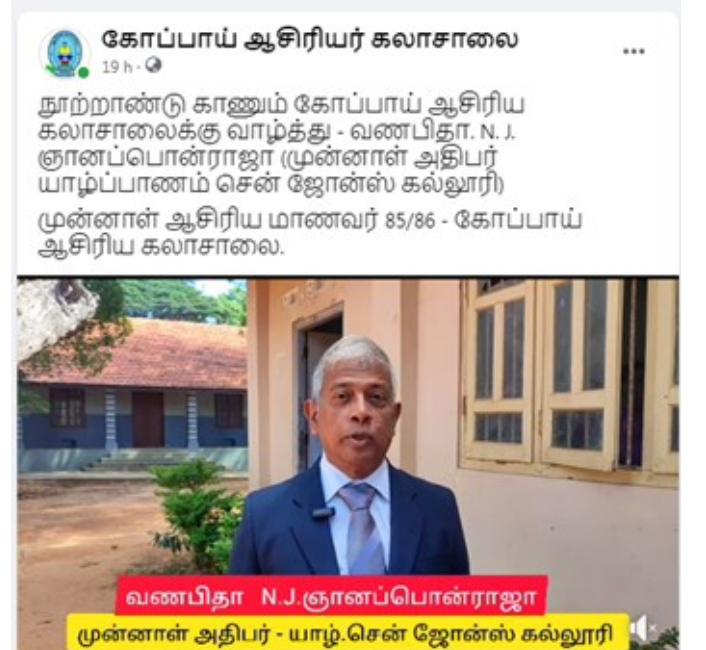 கோப்பாய் ஆசிரியர் கலாசாலை
19 h ·
நூற்றாண்டு காணும் கோப்பாய் ஆசிரிய
கலாசாலைக்கு வாழ்த்து - வணபிதா. N. J.
ஞானப்பொன்ராஜா (முன்னாள் அதிபர்
யாழ்ப்பாணம் சென் ஜோன்ஸ் கல்லூரி)
முன்னாள் ஆசிரிய மாணவர் 85/86 - கோப்பாய்
ஆசிரிய கலாசாலை.
வணபிதா N.J.ஞானப்பொன்ராஜா
முன்னாள் அதிபர் - யாழ்.சென் ஜோன்ஸ் கல்லூரி